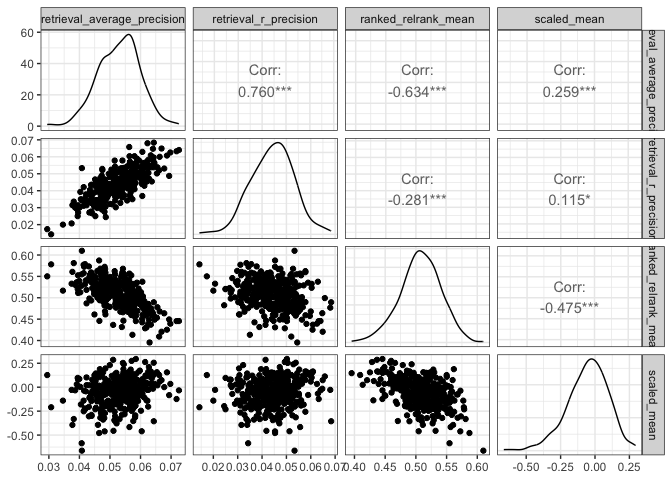 retrieval_average_precision retrieval_r_precision ranked_relrank_mean scaled_mean
60
40
20
0
Corr:
0.760***
Corr:
-0.634***
Corr:
0.259***
eval_average_preci
0.07
0.06
0.05
0.04
0.03
0.02
Corr:
-0.281***
Corr:
0.115*
etrieval_r_precisio
0.60
0.55
0.50
0.45
0.40
Corr:
-0.475***
anked_relrank_mea
0.25
0.00
-0.25
-0.50
scaled_mean
0.03 0.04 0.05 0.06 0.07
0.02 0.03 0.04 0.05 0.06 0.07
0.40 0.45 0.50 0.55 0.60
-0.50 -0.25 0.00 0.25